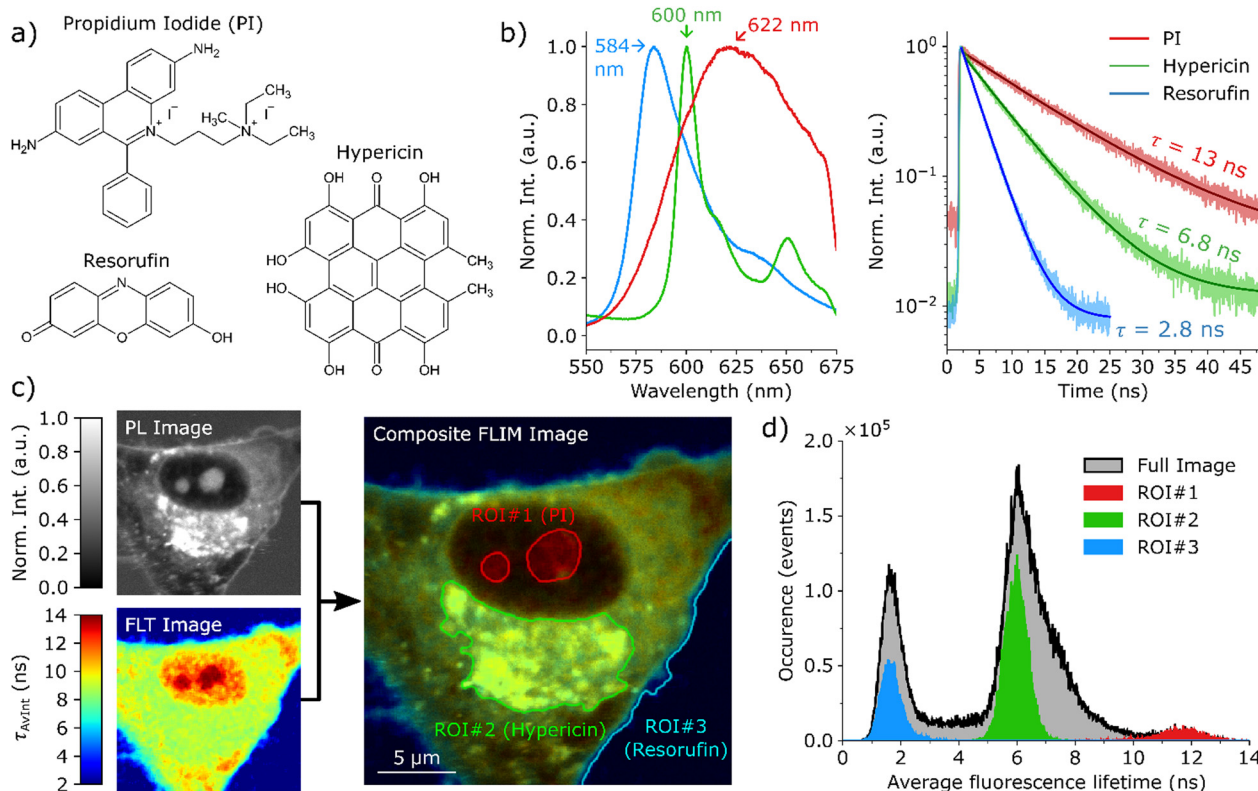 a)
Propidium Iodide (PI)
NH₂
H₂N
N⁺
I⁻
H₃C
N⁺
I⁻
CH₃
CH₃
Resorufin
N
O
O
OH
Hypericin
OH O OH
HO
CH₃
HO
CH₃
OH O OH
b)
600 nm
584
nm
622 nm
Norm. Int. (a.u.)
1.0
0.8
0.6
0.4
0.2
0.0
550 575 600 625 650 675
Wavelength (nm)
PI
Hypericin
Resorufin
τ = 13 ns
τ = 6.8 ns
τ = 2.8 ns
Norm. Int. (a.u.)
10⁰
10⁻¹
10⁻²
0 5 10 15 20 25 30 35 40 45
Time (ns)
c)
Norm. Int. (a.u.)
1.0
0.8
0.6
0.4
0.2
0.0
PL Image
FLT Image
τAvInt (ns)
14
12
10
8
6
4
2
Composite FLIM Image
ROI#1 (PI)
ROI#2 (Hypericin)
ROI#3
(Resorufin)
5 μm
d)
×10⁵
Occurence (events)
2.0
1.5
1.0
0.5
0.0
Full Image
ROI#1
ROI#2
ROI#3
0 2 4 6 8 10 12 14
Average fluorescence lifetime (ns)